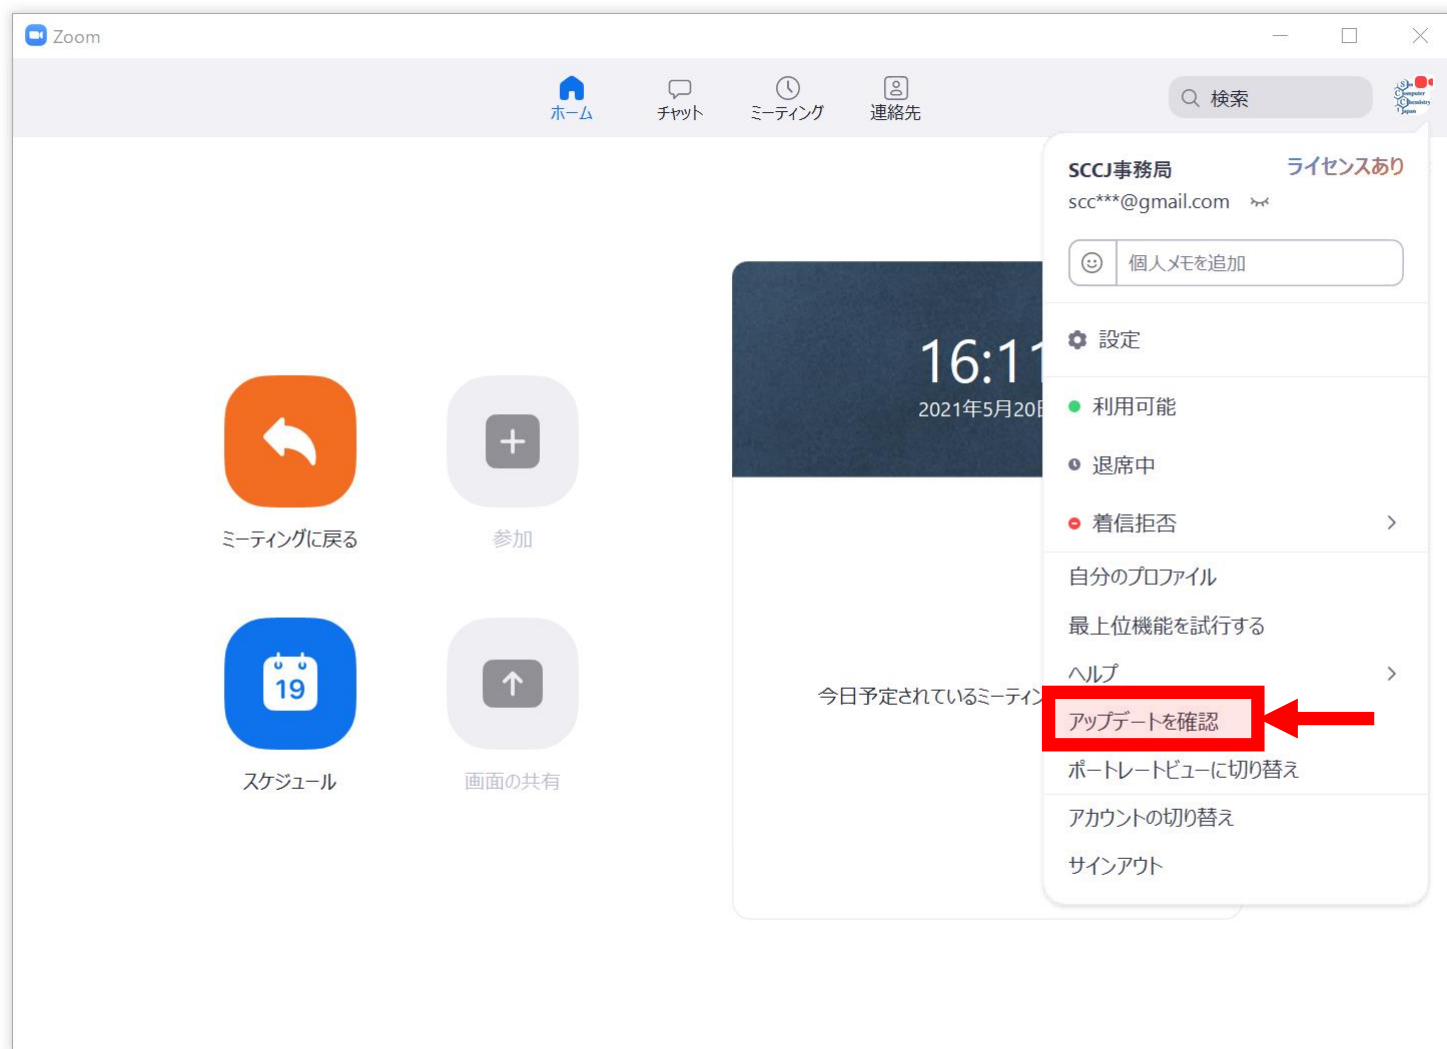 Zoom
ホーム
チャット
ミーティング
連絡先
検索
Computer
Chemistry
Japan
SCCJ事務局
ライセンスあり
scc***@gmail.com
個人メモを追加
設定
16:11
2021年5月20日
利用可能
退席中
着信拒否
ミーティングに戻る
参加
自分のプロファイル
最上位機能を試行する
ヘルプ
19
今日予定されているミーティン
アップデートを確認
ポートレートビューに切り替え
スケジュール
画面の共有
アカウントの切り替え
サインアウト